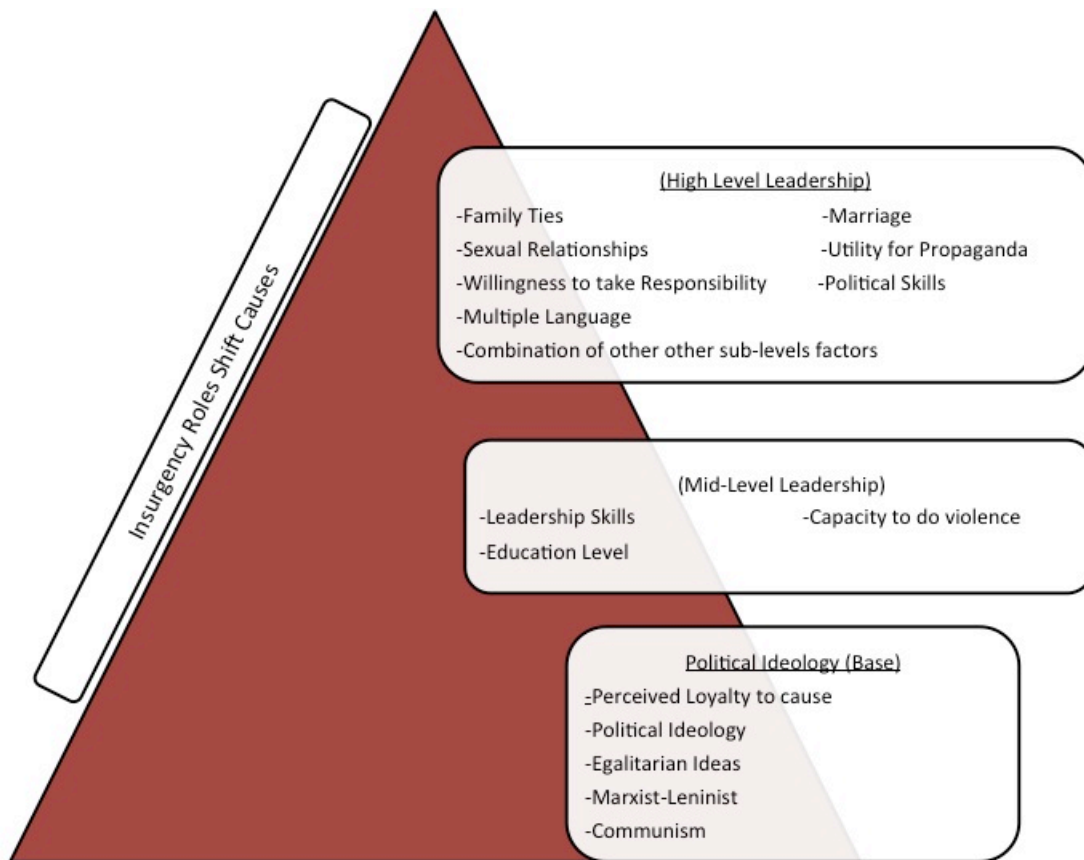 Insurgency Roles Shift Causes
(High Level Leadership)
-Family Ties
-Marriage
-Sexual Relationships
-Utility for Propaganda
-Willingness to take Responsibility
-Political Skills
-Multiple Language
-Combination of other other sub-levels factors
(Mid-Level Leadership)
-Leadership Skills
-Capacity to do violence
-Education Level
Political Ideology (Base)
-Perceived Loyalty to cause
-Political Ideology
-Egalitarian Ideas
-Marxist-Leninist
-Communism